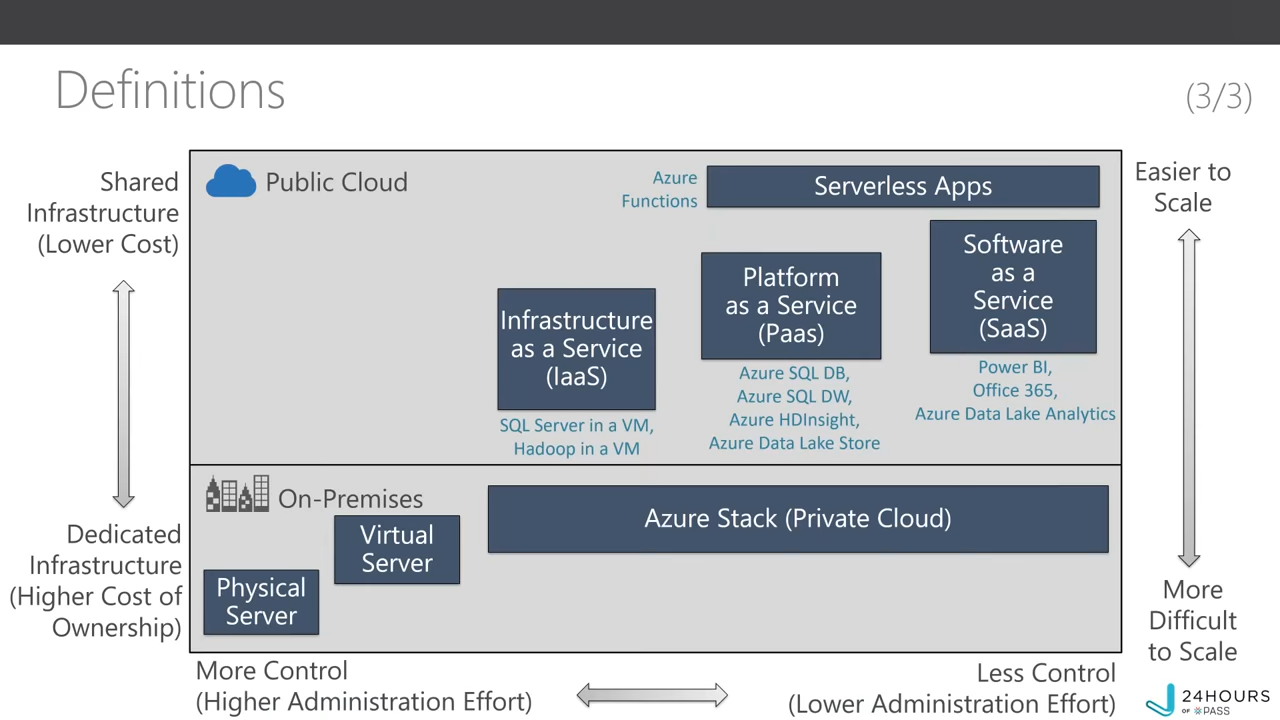 Definitions
(3/3)
Shared
Infrastructure
(Lower Cost)
Dedicated
Infrastructure
(Higher Cost of
Ownership)
Public Cloud
Azure
Functions
Serverless Apps
Infrastructure
as a Service
(IaaS)
SQL Server in a VM,
Hadoop in a VM
Platform
as a Service
(Paas)
Azure SQL DB,
Azure SQL DW,
Azure HDInsight,
Azure Data Lake Store
Software
as a
Service
(SaaS)
Power BI,
Office 365,
Azure Data Lake Analytics
On-Premises
Physical
Server
Virtual
Server
Azure Stack (Private Cloud)
Easier to
Scale
More
Difficult
to Scale
More Control
(Higher Administration Effort)
Less Control
(Lower Administration Effort)
24HOURS
OF PASS